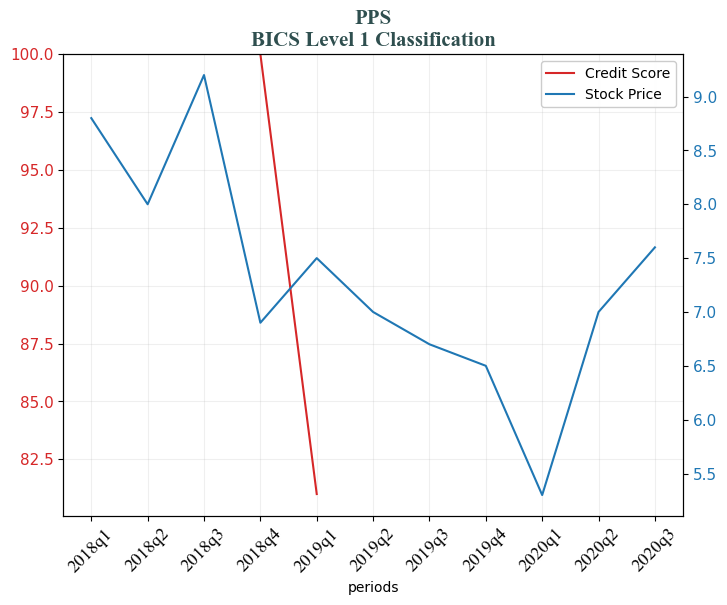 PPS
BICS Level 1 Classification
100.0
97.5
95.0
92.5
90.0
87.5
85.0
82.5
Credit Score
Stock Price
9.0
8.5
8.0
7.5
7.0
6.5
6.0
5.5
2018q1
2018q2
2018q3
2018q4
2019q1
2019q2
2019q3
2019q4
2020q1
2020q2
2020q3
periods